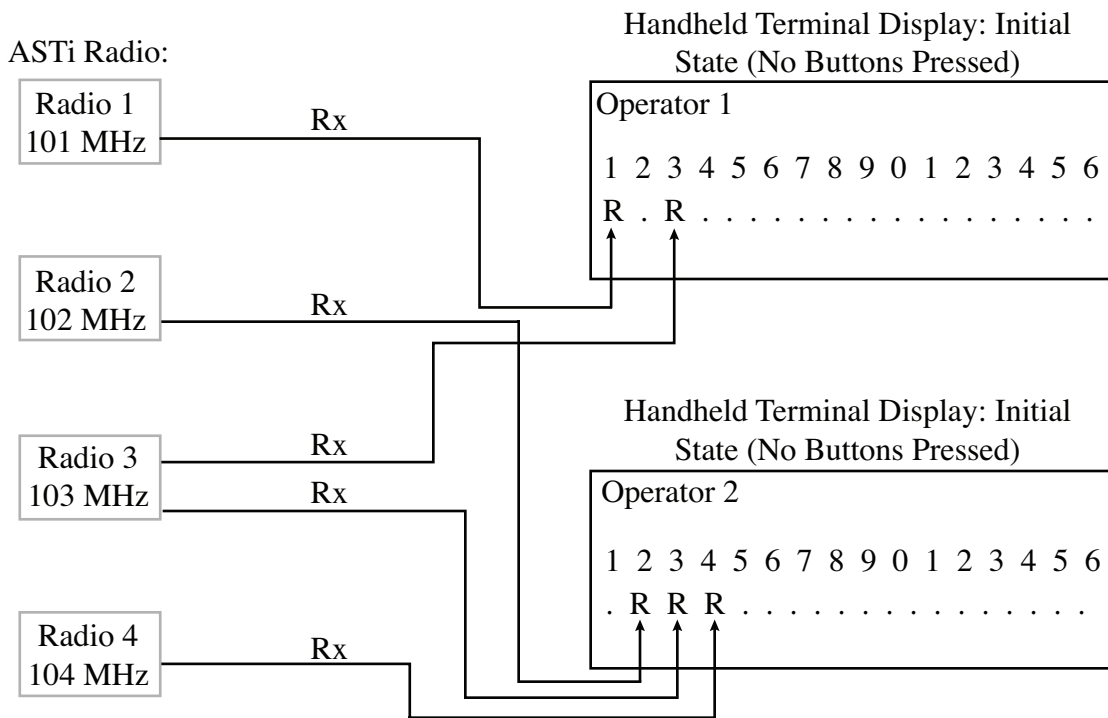 ASTi Radio:
Radio 1
101 MHz
Rx
Radio 2
102 MHz
Rx
Radio 3
103 MHz
Rx
Rx
Radio 4
104 MHz
Rx
Handheld Terminal Display: Initial
State (No Buttons Pressed)
Operator 1
1 2 3 4 5 6 7 8 9 0 1 2 3 4 5 6
R . R . . . . . . . . . . . . . . . . .
Handheld Terminal Display: Initial
State (No Buttons Pressed)
Operator 2
1 2 3 4 5 6 7 8 9 0 1 2 3 4 5 6
. R R R . . . . . . . . . . . . . . .